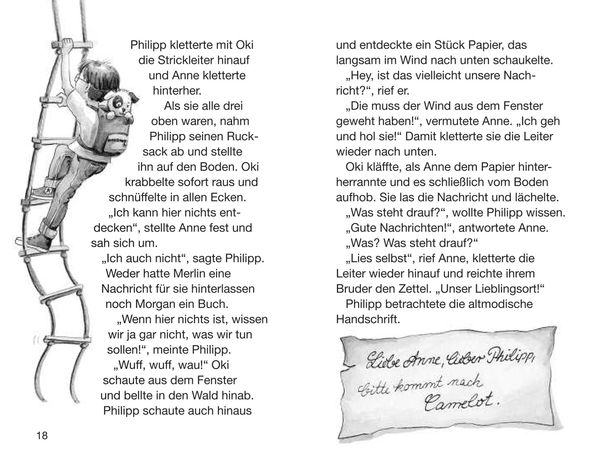 Philipp kletterte mit Oki
die Strickleiter hinauf
und Anne kletterte
hinterher.
Als sie alle drei
oben waren, nahm
Philipp seinen Ruck-
sack ab und stellte
ihn auf den Boden. Oki
krabbelte sofort raus und
schnüffelte in allen Ecken.
„Ich kann hier nichts ent-
decken“, stellte Anne fest und
sah sich um.
„Ich auch nicht“, sagte Philipp.
Weder hatte Merlin eine
Nachricht für sie hinterlassen
noch Morgan ein Buch.
„Wenn hier nichts ist, wissen
wir ja gar nicht, was wir tun
sollen!“, meinte Philipp.
„Wuff, wuff, wau!“ Oki
schaute aus dem Fenster
und bellte in den Wald hinab.
Philipp schaute auch hinaus
18
und entdeckte ein Stück Papier, das
langsam im Wind nach unten schaukelte.
„Hey, ist das vielleicht unsere Nach-
richt?“, rief er.
„Die muss der Wind aus dem Fenster
geweht haben!“, vermutete Anne. „Ich geh
und hol sie!“ Damit kletterte sie die Leiter
wieder nach unten.
Oki kläffte, als Anne dem Papier hinter-
herrannte und es schließlich vom Boden
aufhob. Sie las die Nachricht und lächelte.
„Was steht drauf?“, wollte Philipp wissen.
„Gute Nachrichten!“, antwortete Anne.
„Was? Was steht drauf?“
„Lies selbst“, rief Anne, kletterte die
Leiter wieder hinauf und reichte ihrem
Bruder den Zettel. „Unser Lieblingsort!“
Philipp betrachtete die altmodische
Handschrift.
Liebe Anne, lieber Philipp,
bitte kommt nach
Camelot.